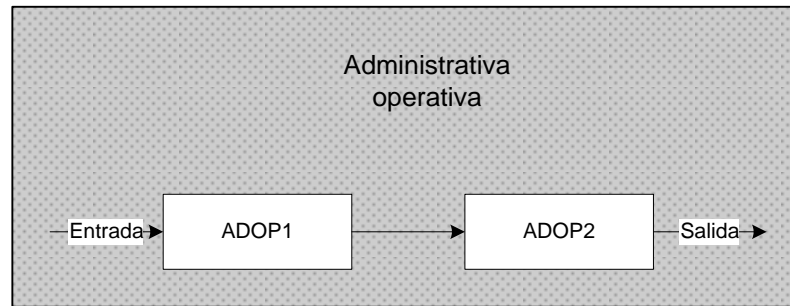 Administrativa
operativa
Entrada
ADOP1
ADOP2
Salida